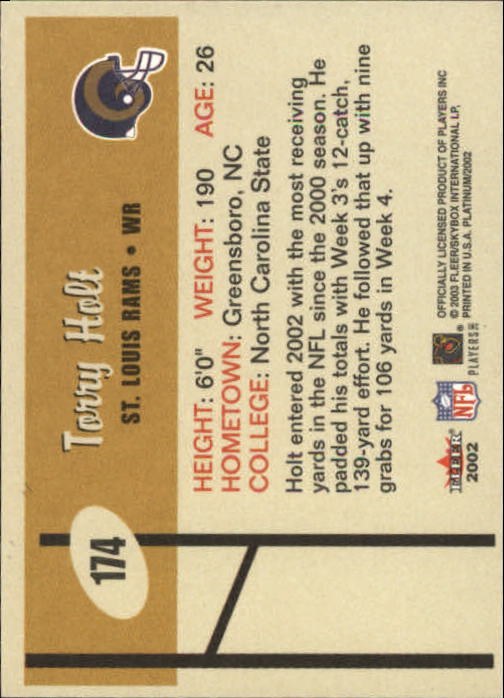 174
Torry Holt
ST. LOUIS RAMS • WR
HEIGHT: 6'0" WEIGHT: 190 AGE: 26
HOMETOWN: Greensboro, NC
COLLEGE: North Carolina State
Holt entered 2002 with the most receiving
yards in the NFL since the 2000 season. He
padded his totals with Week 3's 12-catch,
139-yard effort. He followed that up with nine
grabs for 106 yards in Week 4.
FLEER
2002
NFL
PLAYERS INC
OFFICIALLY LICENSED PRODUCT OF PLAYERS INC
© 2003 FLEER/SKYBOX INTERNATIONAL LP,
PRINTED IN U.S.A. PLATINUM/2002